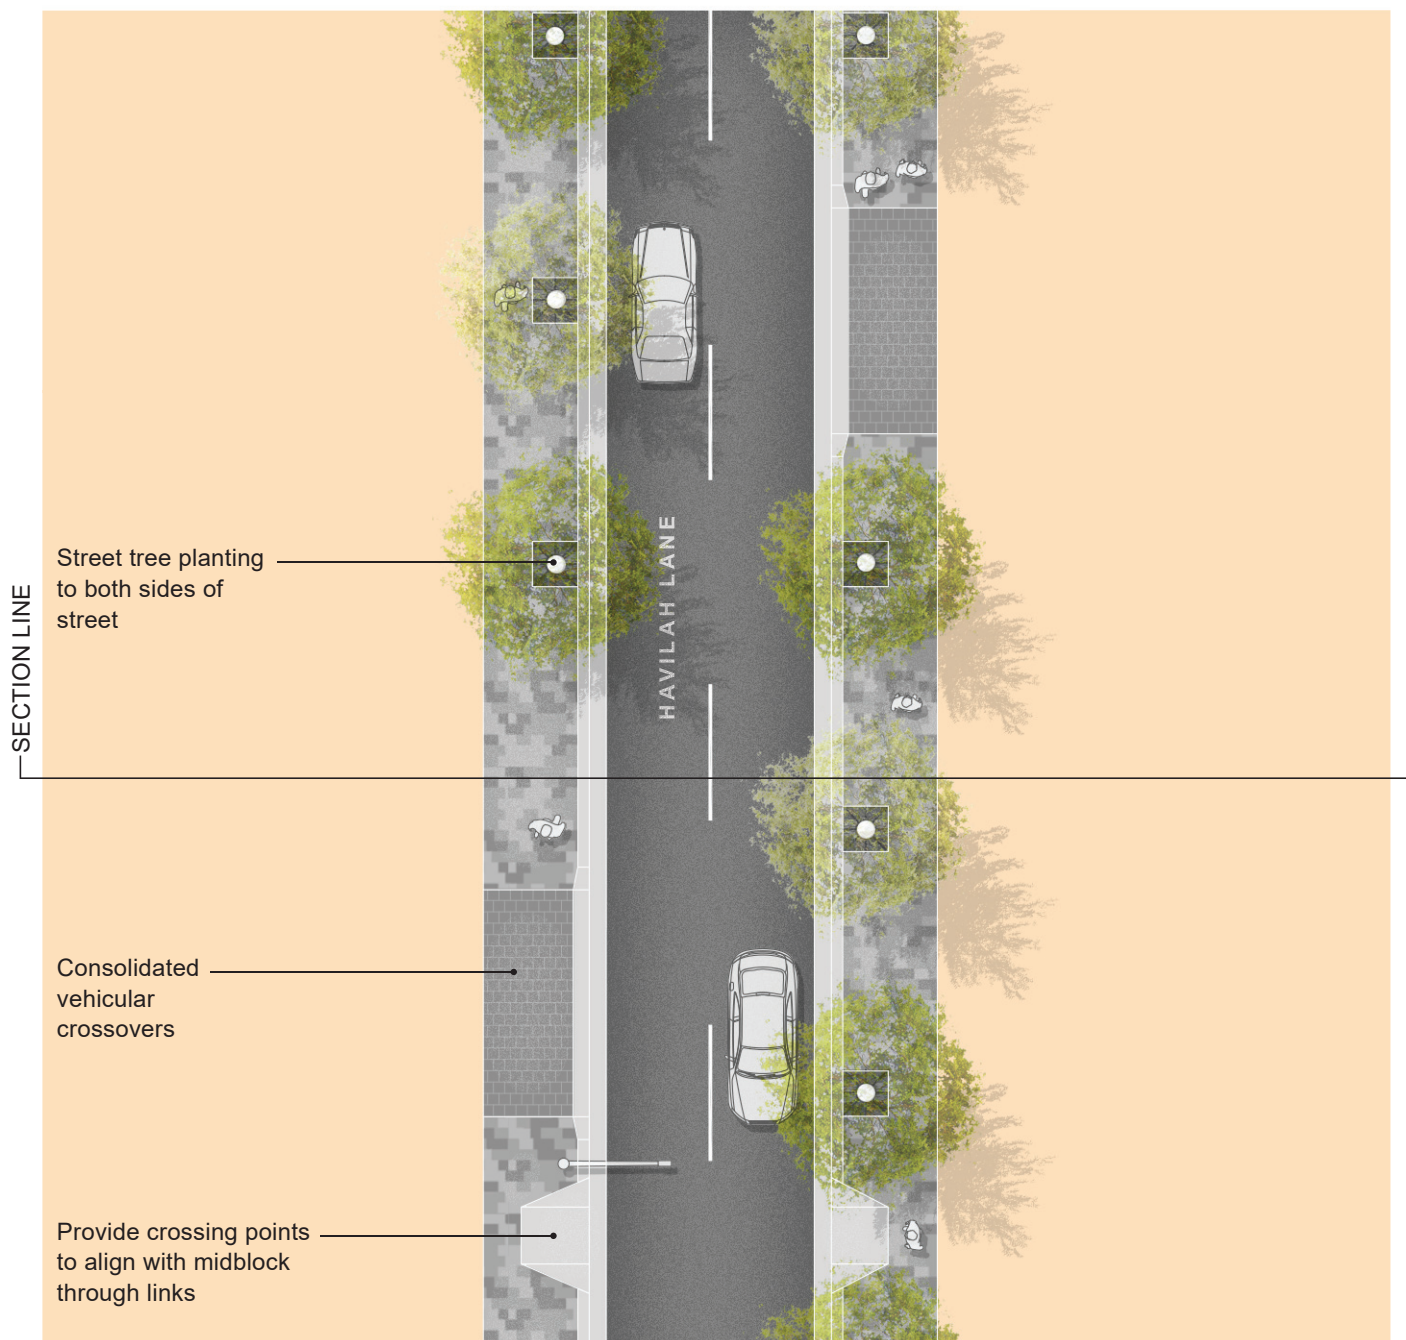 Street tree planting
to both sides of
street
HAVILAH LANE
SECTION LINE
Consolidated
vehicular
crossovers
Provide crossing points
to align with midblock
through links